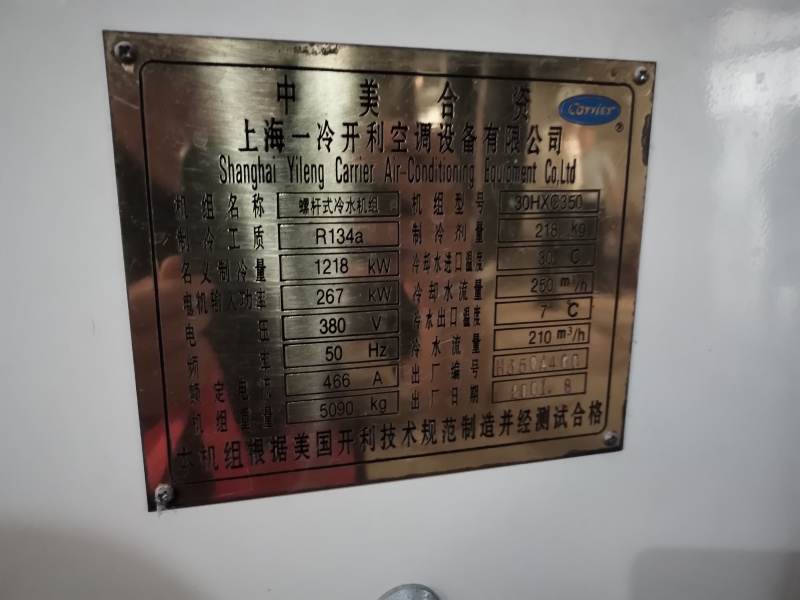 中美合资
Carrier
®
上海一冷开利空调设备有限公司
Shanghai Yileng Carrier Air-Conditioning Equipment Co,Ltd
机组名称 螺杆式冷水机组 机组型号 30HXC350
制冷工质 R134a 制冷剂量 218 kg
名义制冷量 1218 kW 冷却水进口温度 30 ℃
电机输入功率 267 kW 冷却水流量 250 m³/h
电压 380 V 冷水出口温度 7 ℃
频率 50 Hz 冷水流量 210 m³/h
额定电流 466 A 出厂编号
机组重量 5090 kg 出厂日期 2001.8
本机组根据美国开利技术规范制造并经测试合格